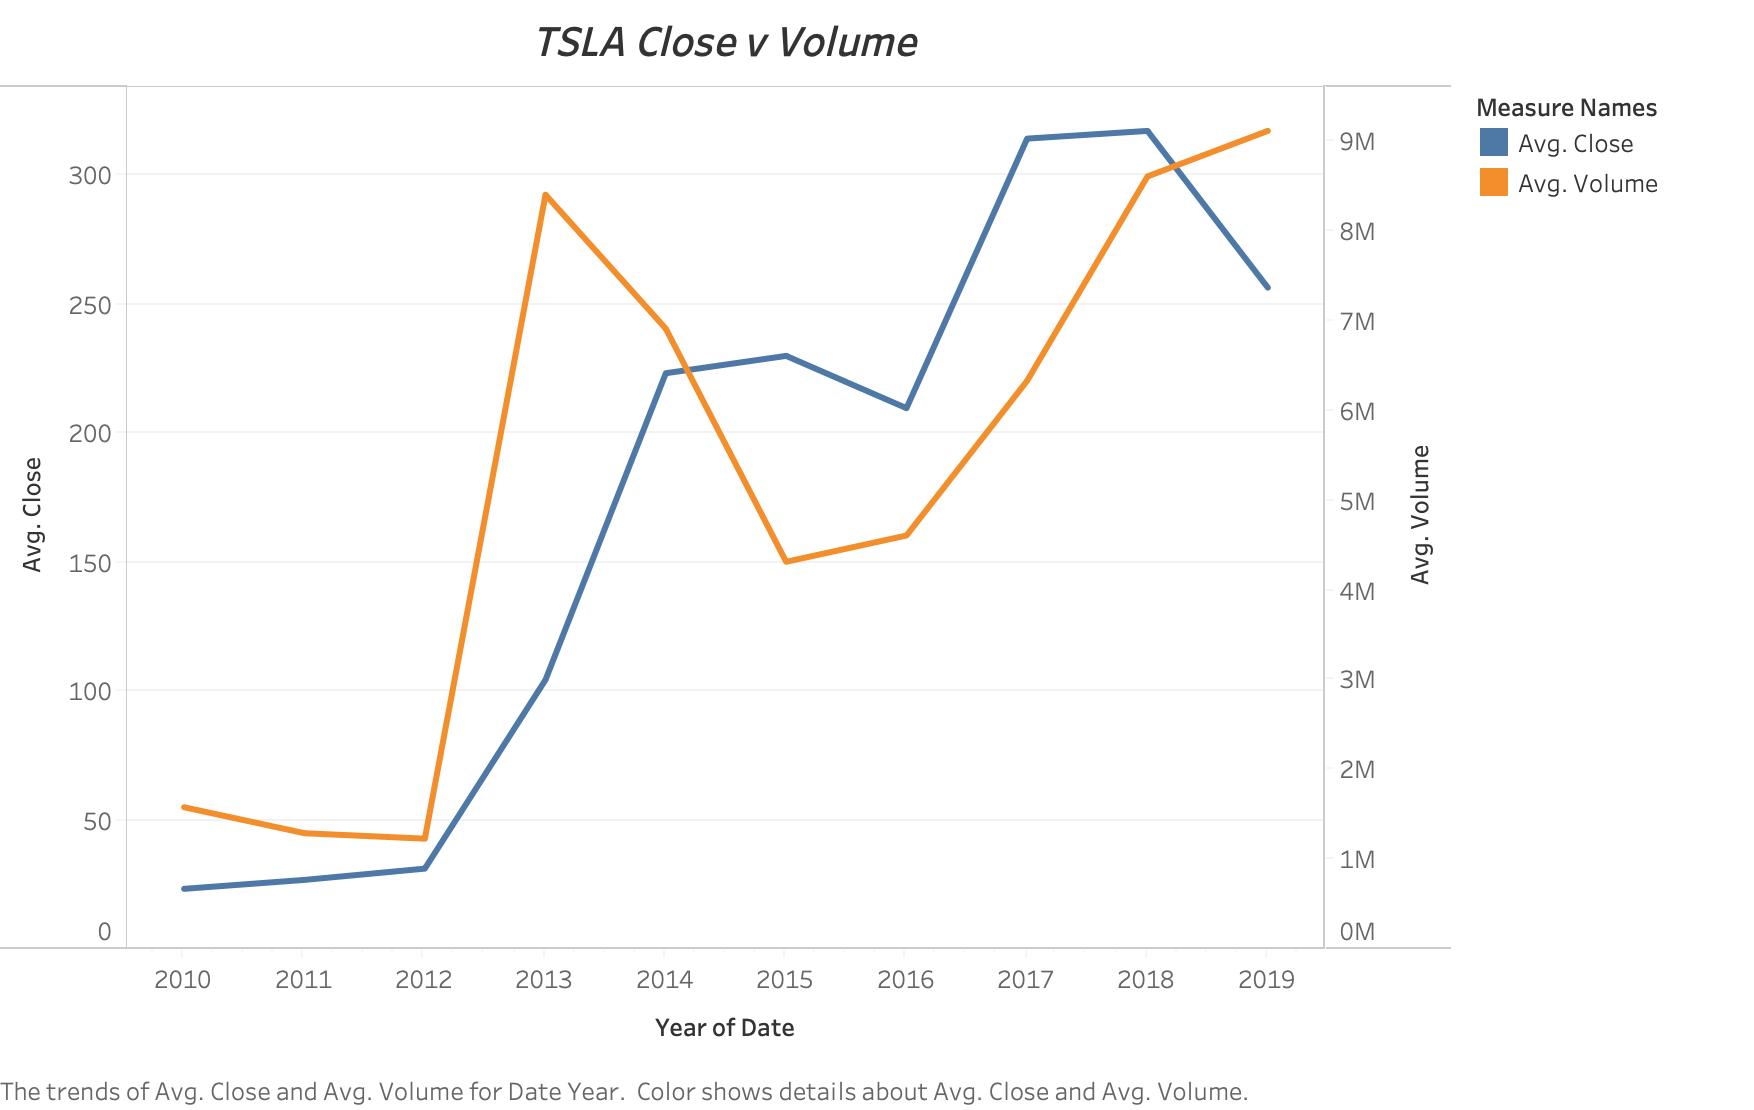 TSLA Close v Volume
Measure Names
Avg. Close
Avg. Volume
300
250
200
150
100
50
0
Avg. Close
9M
8M
7M
6M
5M
4M
3M
2M
1M
0M
Avg. Volume
2010 2011 2012 2013 2014 2015 2016 2017 2018 2019
Year of Date
The trends of Avg. Close and Avg. Volume for Date Year.  Color shows details about Avg. Close and Avg. Volume.